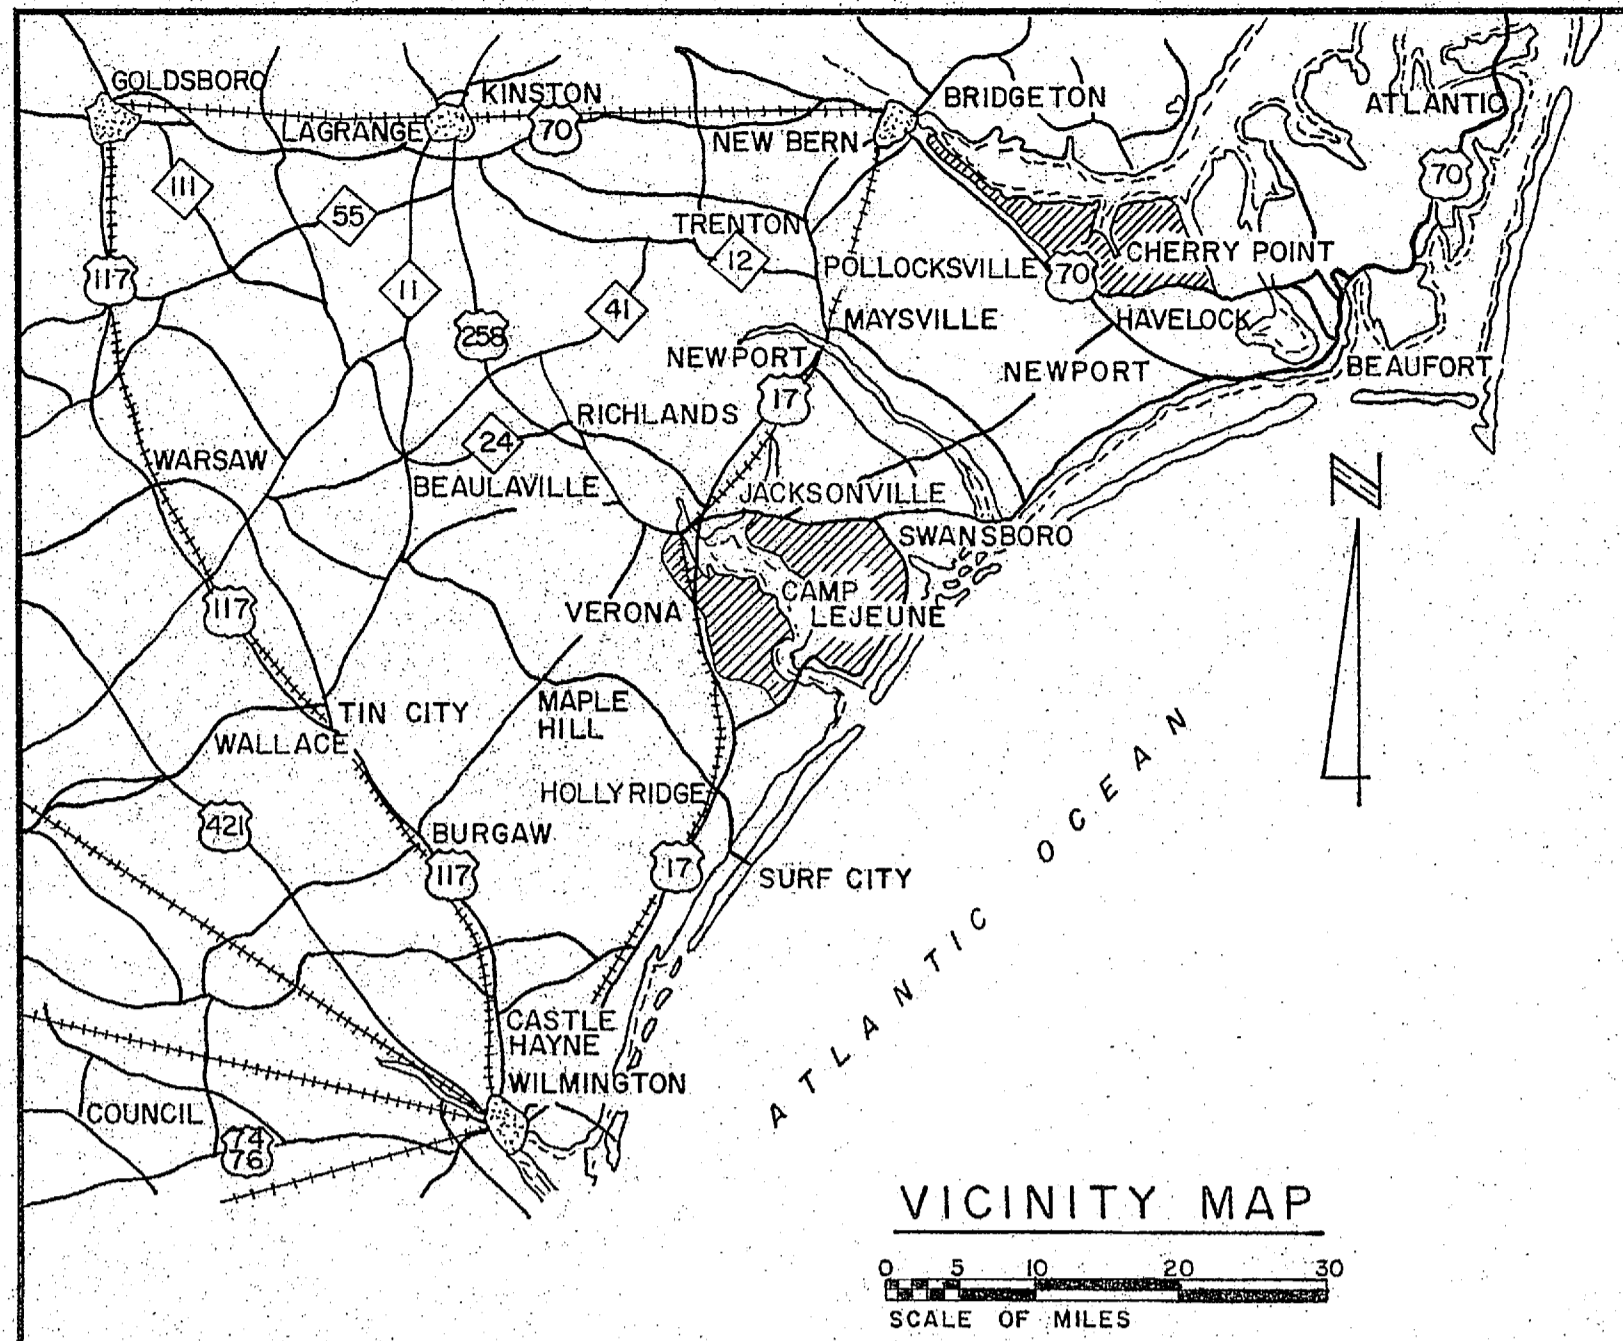 GOLDSBORO
KINSTON
LAGRANGE
70
NEW BERN
BRIDGETON
ATLANTIC
70
111
55
TRENTON
12
117
11
POLLOCKSVILLE
70
CHERRY POINT
258
41
MAYSVILLE
HAVELOCK
NEWPORT
NEWPORT
BEAUFORT
17
RICHLANDS
24
WARSAW
BEAULAVILLE
JACKSONVILLE
N
SWANSBORO
117
VERONA
CAMP
LEJEUNE
TIN CITY
MAPLE
HILL
WALLACE
HOLLY RIDGE
421
BURGAW
117
17
SURF CITY
ATLANTIC OCEAN
CASTLE
HAYNE
WILMINGTON
COUNCIL
74
76
VICINITY MAP
0 5 10 20 30
SCALE OF MILES